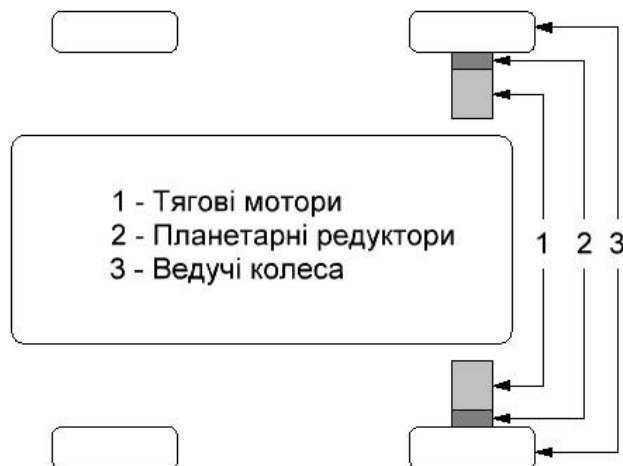 1 - Тягові мотори
2 - Планетарні редуктори
3 - Ведучі колеса
1 2 3